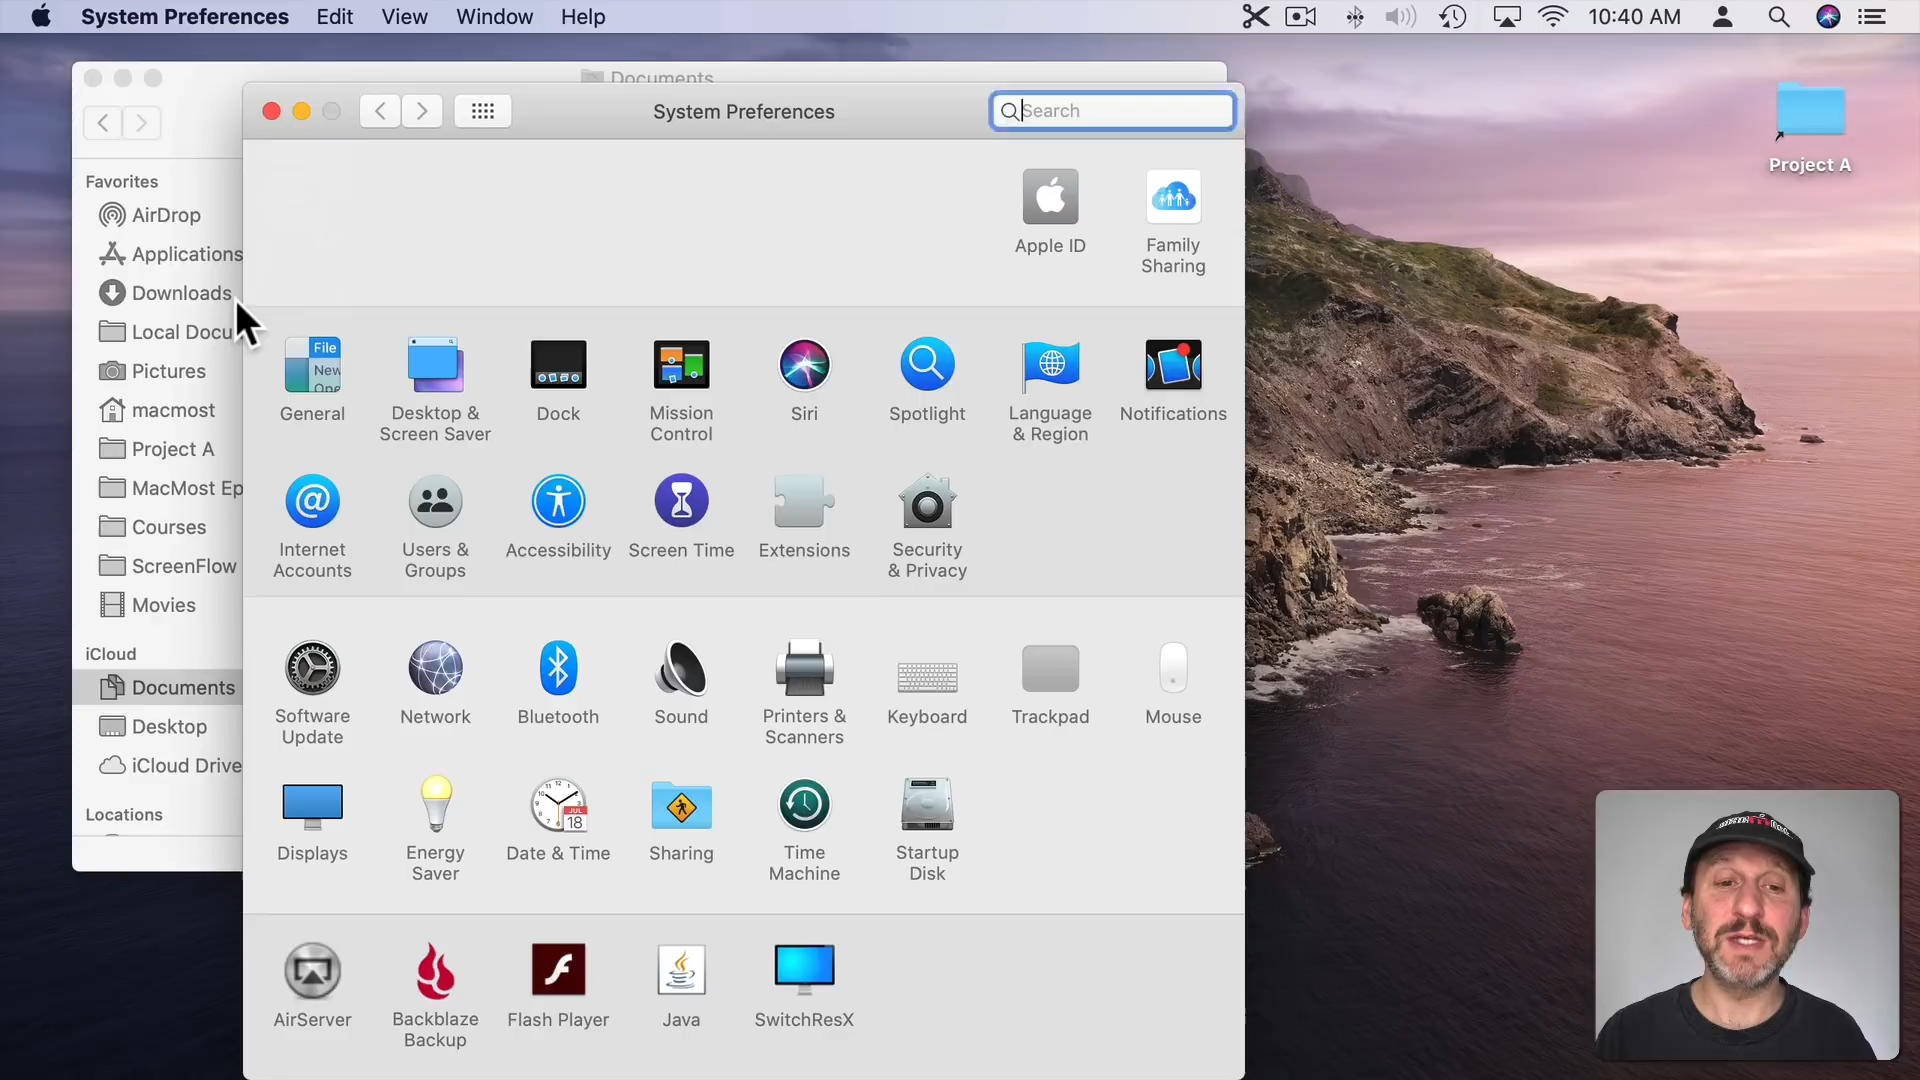 System Preferences Edit View Window Help 10:40 AM
Documents
System Preferences
Search
Project A
Favorites
AirDrop
Applications
Downloads
Local Docu
Pictures
macmost
Project A
MacMost Ep
Courses
ScreenFlow
Movies
iCloud
Documents
Desktop
iCloud Drive
Locations
Apple ID
Family
Sharing
File
New
Ope
General
Desktop &
Screen Saver
Dock
Mission
Control
Siri
Spotlight
Language
& Region
Notifications
@
Internet
Accounts
Users &
Groups
Accessibility
Screen Time
Extensions
Security
& Privacy
Software
Update
Network
Bluetooth
Sound
Printers &
Scanners
Keyboard
Trackpad
Mouse
Displays
Energy
Saver
JUL
18
Date & Time
Sharing
Time
Machine
Startup
Disk
AirServer
Backblaze
Backup
Flash Player
Java
SwitchResX